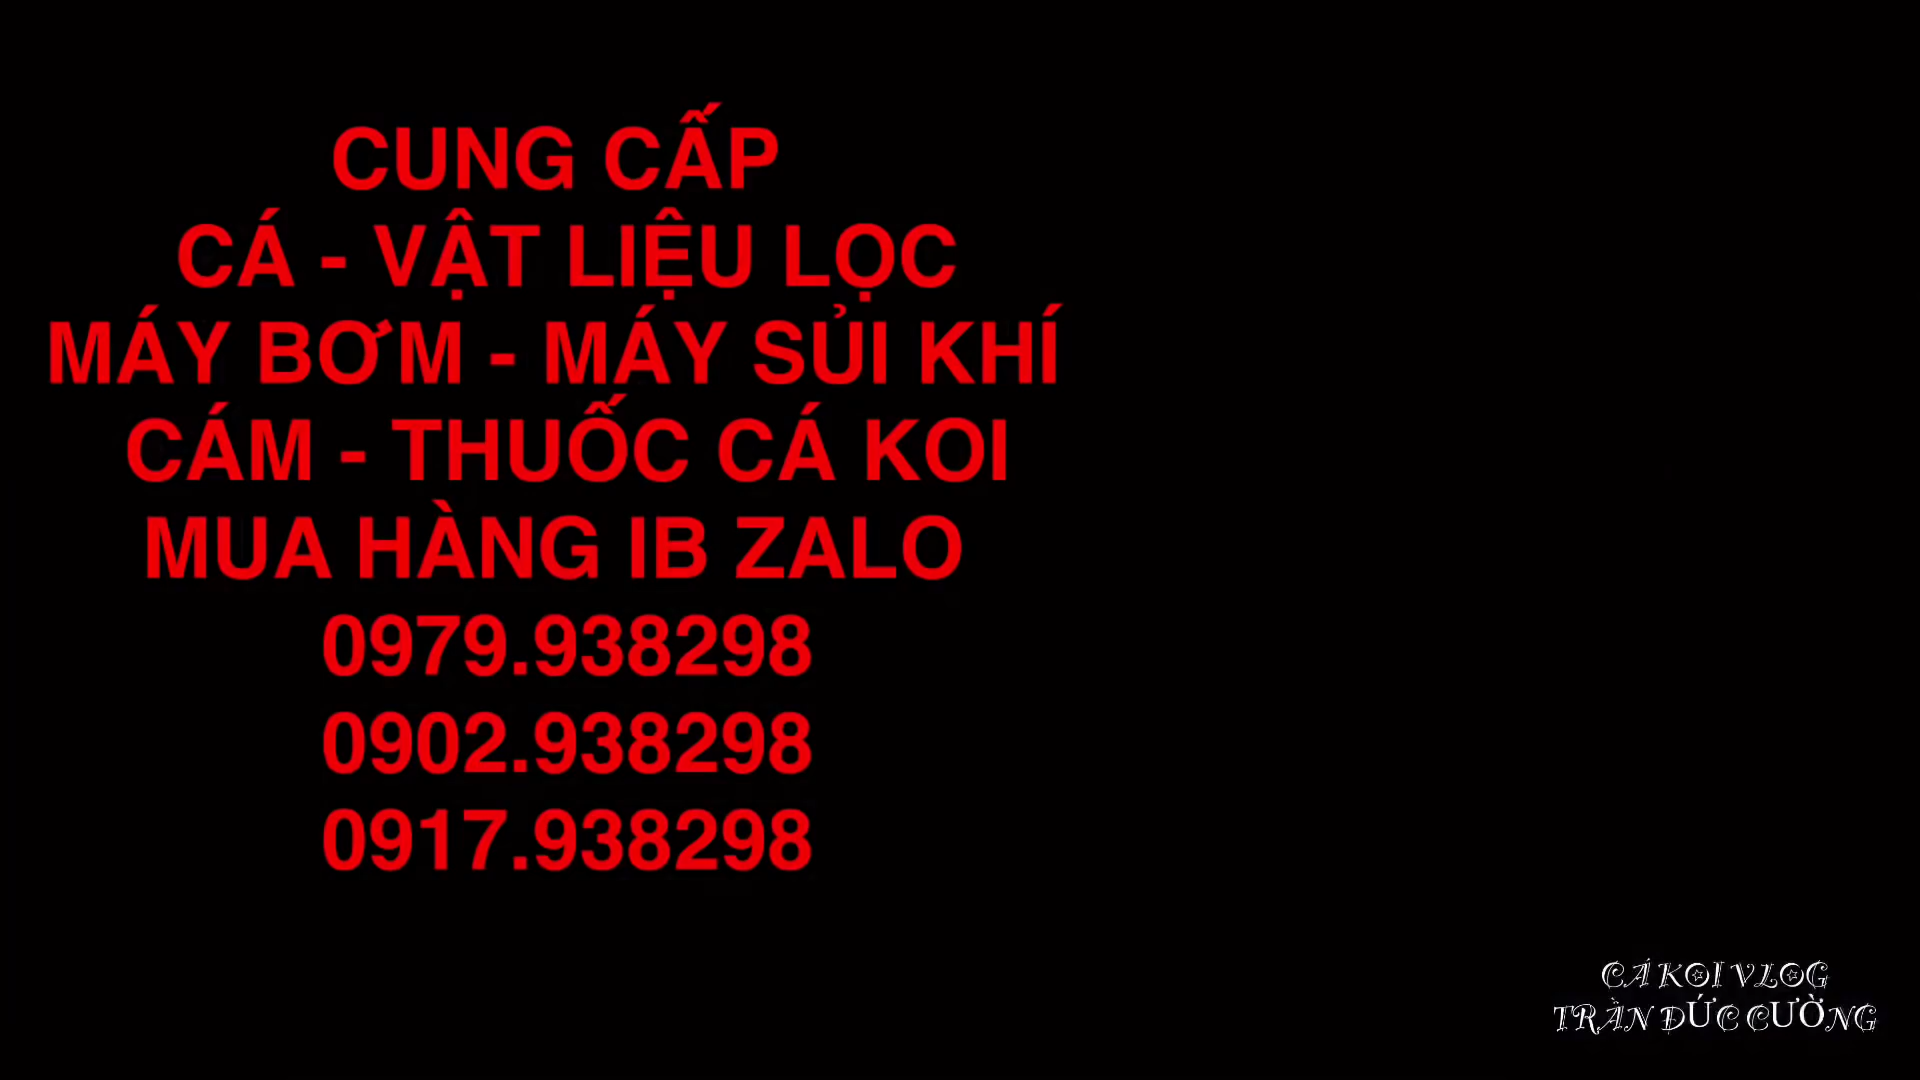 CUNG CẤP
CÁ - VẬT LIỆU LỌC
MÁY BƠM - MÁY SỦI KHÍ
CÁM - THUỐC CÁ KOI
MUA HÀNG IB ZALO
0979.938298
0902.938298
0917.938298
CÁ KOI VLOG
TRẦN ĐỨC CƯỜNG